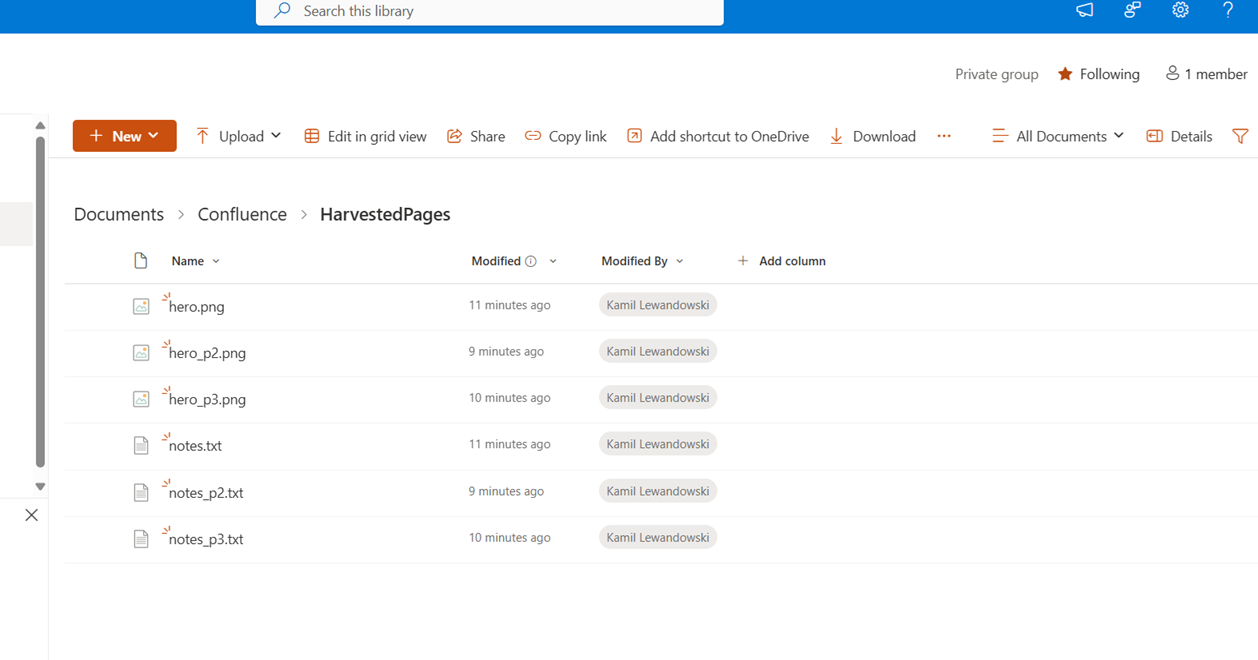 Search this library
Private group Following 1 member
New Upload Edit in grid view Share Copy link Add shortcut to OneDrive Download ... All Documents Details
Documents > Confluence > HarvestedPages
Name Modified Modified By + Add column
hero.png 11 minutes ago Kamil Lewandowski
hero_p2.png 9 minutes ago Kamil Lewandowski
hero_p3.png 10 minutes ago Kamil Lewandowski
notes.txt 11 minutes ago Kamil Lewandowski
notes_p2.txt 9 minutes ago Kamil Lewandowski
notes_p3.txt 10 minutes ago Kamil Lewandowski